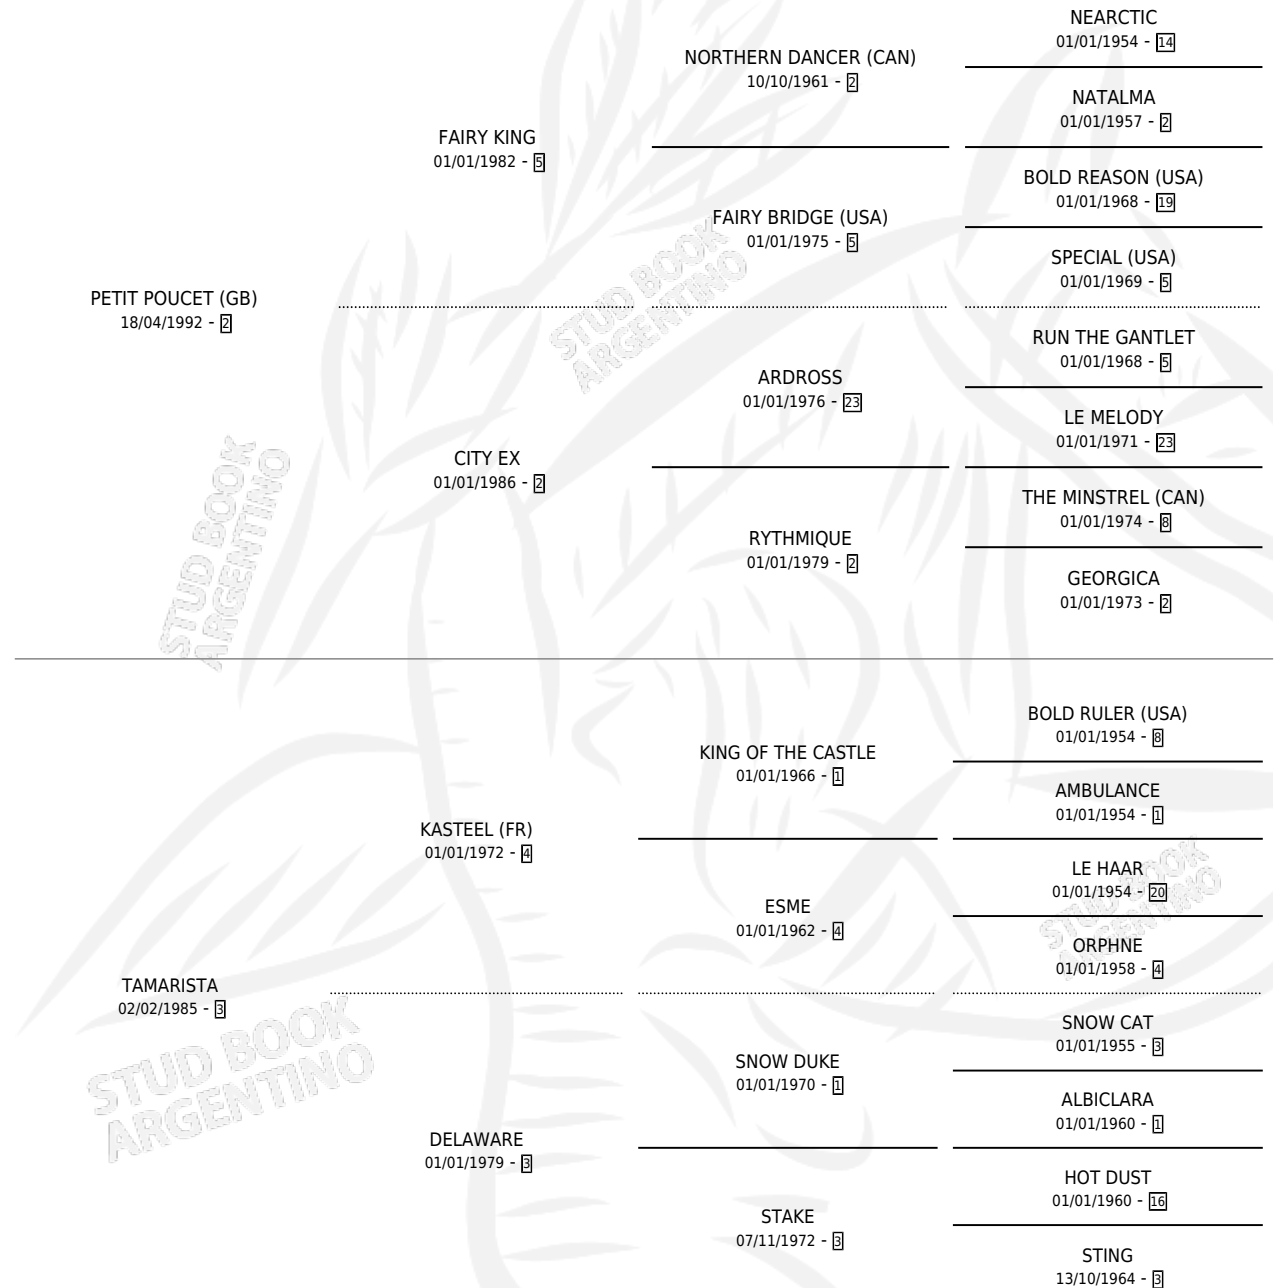 NEARCTIC
01/01/1954 - 14
NORTHERN DANCER (CAN)
10/10/1961 - 2
NATALMA
01/01/1957 - 2
FAIRY KING
01/01/1982 - 5
BOLD REASON (USA)
01/01/1968 - 19
FAIRY BRIDGE (USA)
01/01/1975 - 5
SPECIAL (USA)
01/01/1969 - 5
PETIT POUCET (GB)
18/04/1992 - 2
STUD BOOK
ARGENTINO
RUN THE GANTLET
01/01/1968 - 5
ARDROSS
01/01/1976 - 23
LE MELODY
01/01/1971 - 23
CITY EX
01/01/1986 - 2
STUD BOOK
ARGENTINO
THE MINSTREL (CAN)
01/01/1974 - 8
RYTHMIQUE
01/01/1979 - 2
GEORGICA
01/01/1973 - 2
BOLD RULER (USA)
01/01/1954 - 8
KING OF THE CASTLE
01/01/1966 - 1
AMBULANCE
01/01/1954 - 1
KASTEEL (FR)
01/01/1972 - 4
LE HAAR
01/01/1954 - 20
STUD BOOK
ARGENTINO
ESME
01/01/1962 - 4
ORPHNE
01/01/1958 - 4
TAMARISTA
02/02/1985 - 3
STUD BOOK
ARGENTINO
SNOW CAT
01/01/1955 - 3
SNOW DUKE
01/01/1970 - 1
ALBICLARA
01/01/1960 - 1
DELAWARE
01/01/1979 - 3
HOT DUST
01/01/1960 - 16
STAKE
07/11/1972 - 3
STING
13/10/1964 - 3